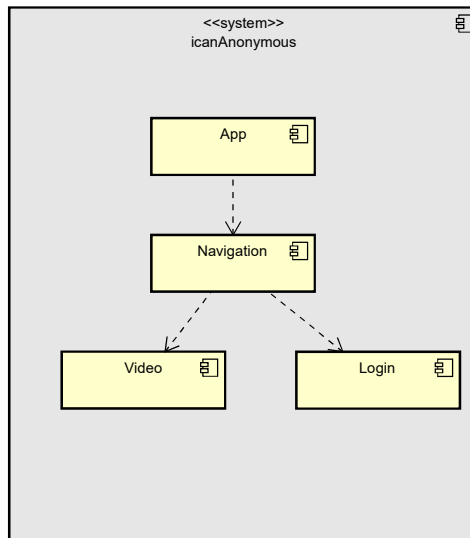 <<system>>
icanAnonymous
App
Navigation
Video
Login